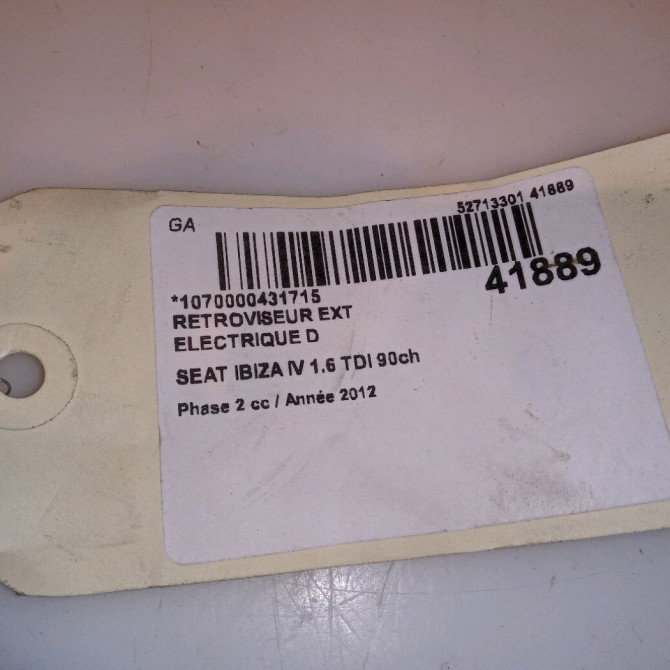 GA
52713301 41889
41889
*1070000431715
RETROVISEUR EXT
ELECTRIQUE D
SEAT IBIZA IV 1.6 TDI 90ch
Phase 2 cc / Année 2012